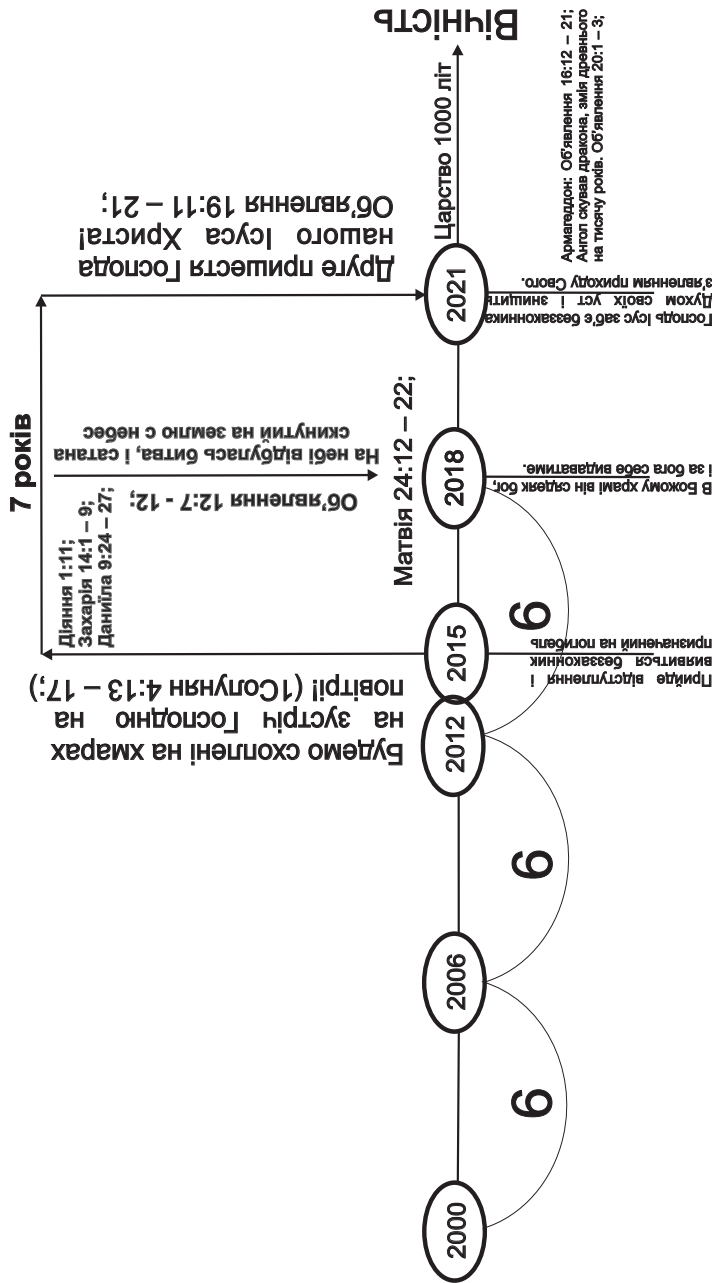 7 років
Діяння 1:11;
Захарія 14:1 – 9;
Даниїла 9:24 – 27;
Будемо схоплені на хмарах
на зустріч Господню на
повітрі! (1Солунян 4:13 – 17;)
На небі відбулась битва, і сатана
скинутий на землю с небес
Об’явлення 12:7 - 12;
Матвія 24:12 – 22;
Друге пришестя Господа
нашого Ісуса Христа!
Об’явлення 19:11 – 21;
Царство 1000 літ
Вічність
2000
2006
2012
2015
2018
2021
6
6
6
Прийде відступлення і
виявиться беззаконник
призначений на погибель
В Божому храмі він сядеяк бог,
і за бога себе видаватиме.
Господь Ісус заб’є беззаконника
Духом своїх уст і знищить
з’явленням приходу Свого.
Армагеддон: Об’явлення 16:12 – 21;
Ангол скував дракона, змія древнього
на тисячу років. Об’явлення 20:1 – 3;